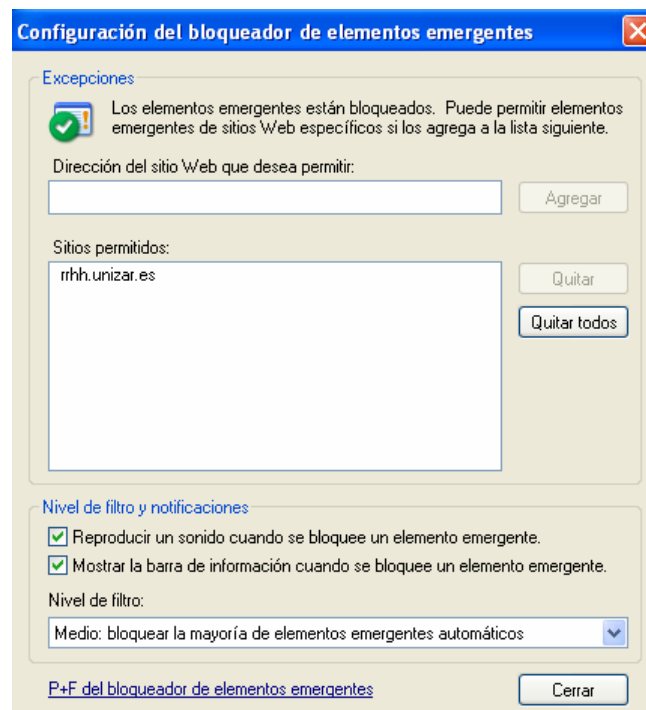 Configuración del bloqueador de elementos emergentes
Excepciones
Los elementos emergentes están bloqueados. Puede permitir elementos
emergentes de sitios Web específicos si los agrega a la lista siguiente.
Dirección del sitio Web que desea permitir:
Agregar
Sitios permitidos:
rrhh.unizar.es
Quitar
Quitar todos
Nivel de filtro y notificaciones
Reproducir un sonido cuando se bloquee un elemento emergente.
Mostrar la barra de información cuando se bloquee un elemento emergente.
Nivel de filtro:
Medio: bloquear la mayoría de elementos emergentes automáticos
P+F del bloqueador de elementos emergentes
Cerrar